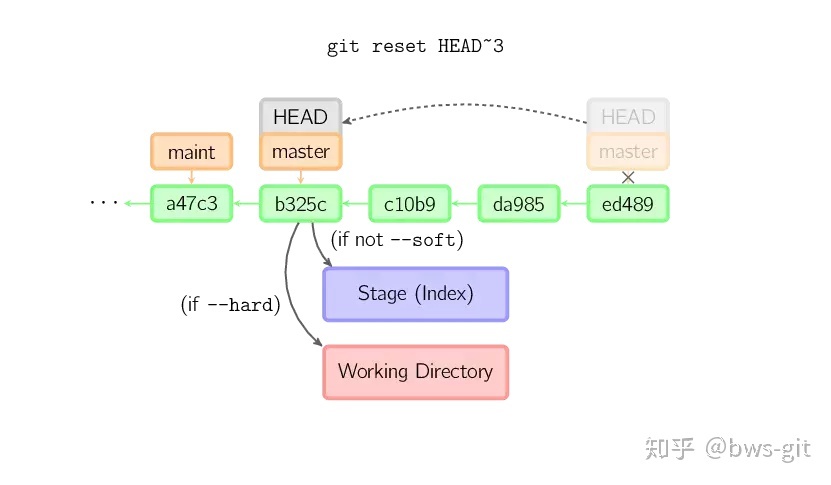 git reset HEAD~3
HEAD
HEAD
maint
master
master
...
a47c3
b325c
c10b9
da985
ed489
(if not --soft)
Stage (Index)
(if --hard)
Working Directory
知乎 @bws-git